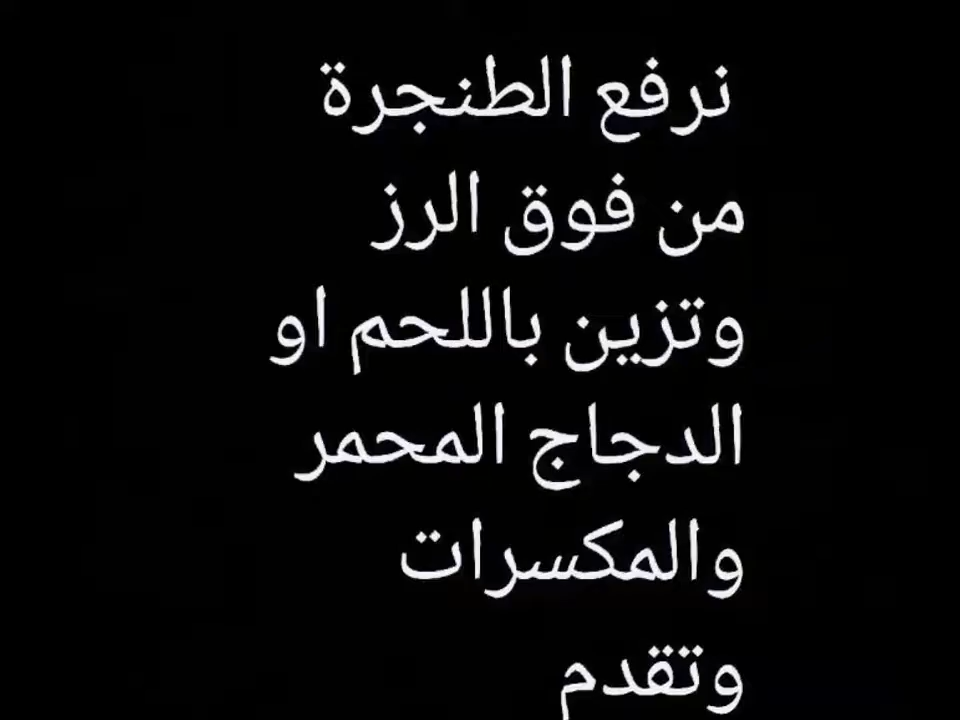 نرفع الطنجرة
من فوق الرز
وتزين باللحم او
الدجاج المحمر
والمكسرات
وتقدم